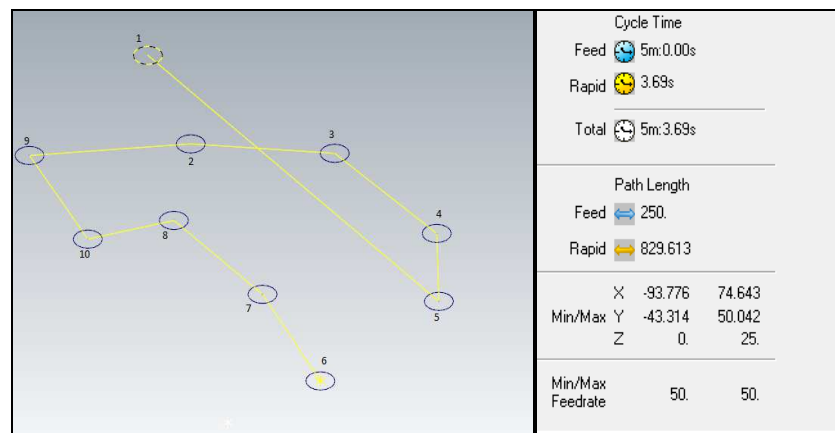 1
9
2
3
4
10
8
7
5
6
Cycle Time
Feed 5m:0.00s
Rapid 3.69s
Total 5m:3.69s
Path Length
Feed 250.
Rapid 829.613
X -93.776 74.643
Min/Max Y -43.314 50.042
Z 0. 25.
Min/Max
Feedrate 50. 50.